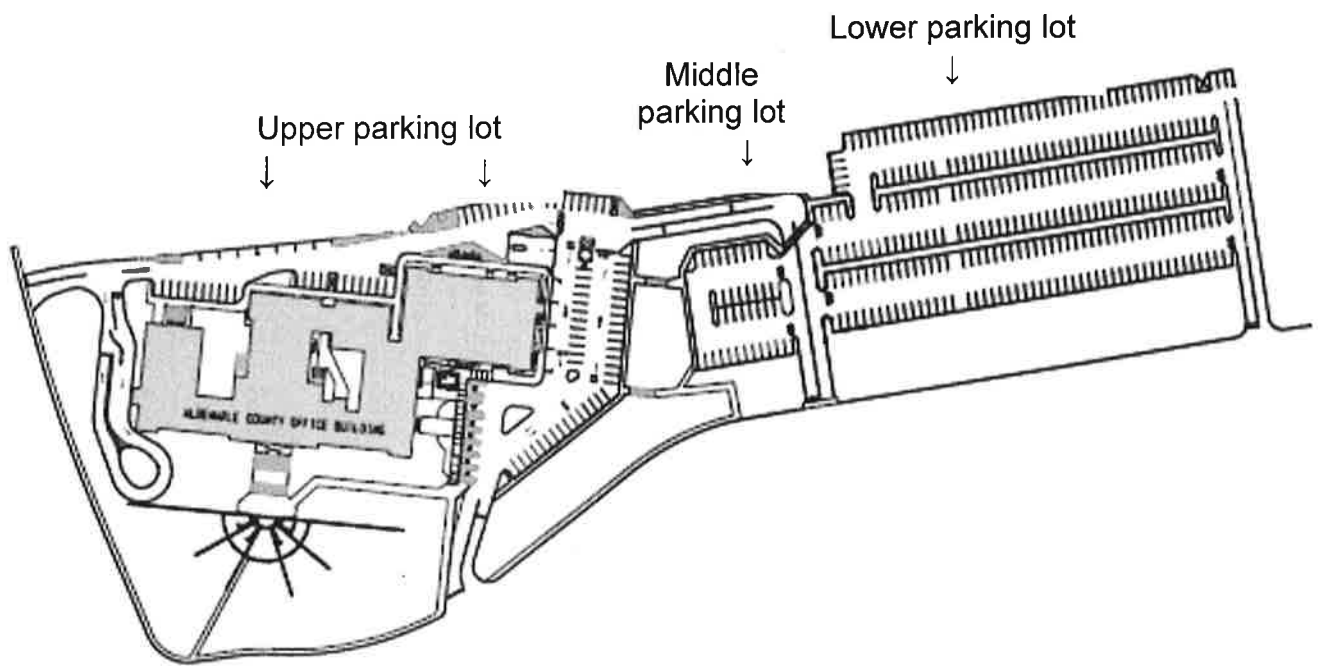 Lower parking lot
Middle
parking lot
Upper parking lot
ALBEMARLE COUNTY OFFICE BUILDING